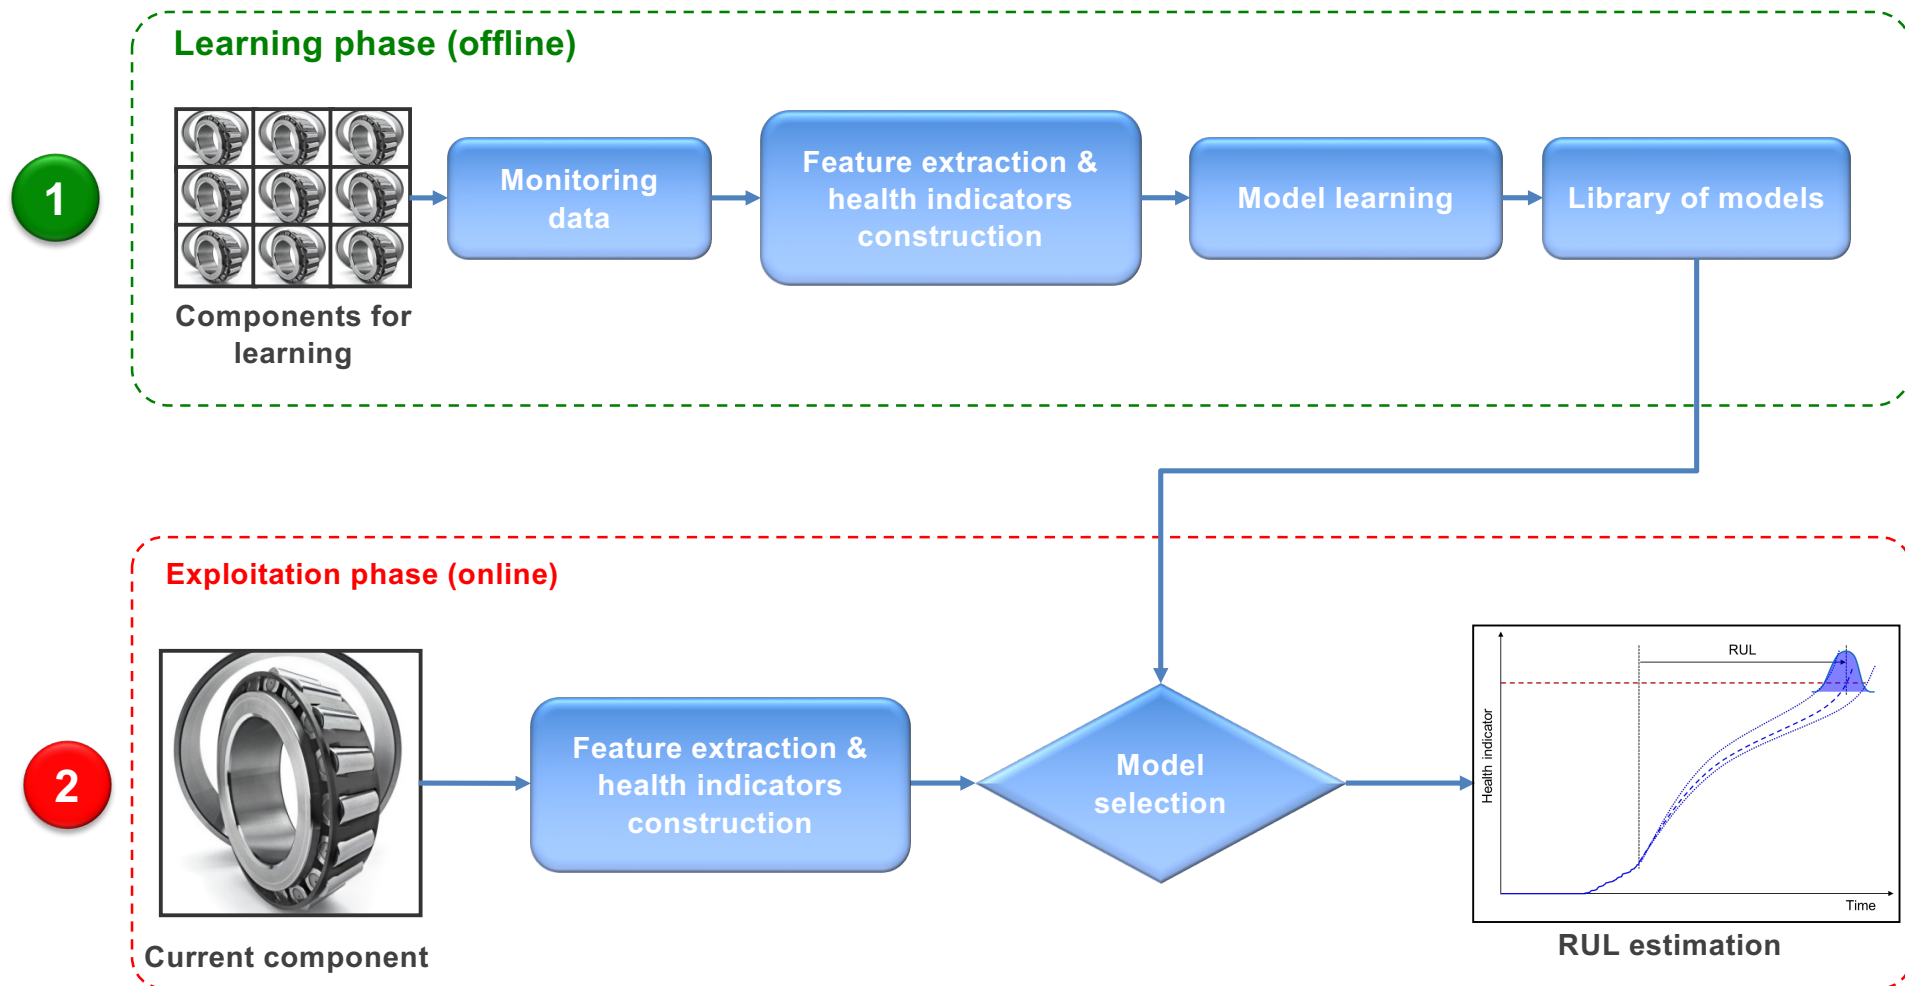 Learning phase (offline)
1
Monitoring
data
Feature extraction &
health indicators
construction
Model learning
Library of models
Components for
learning
Exploitation phase (online)
2
Feature extraction &
health indicators
construction
Model
selection
RUL
Health indicator
Time
Current component
RUL estimation